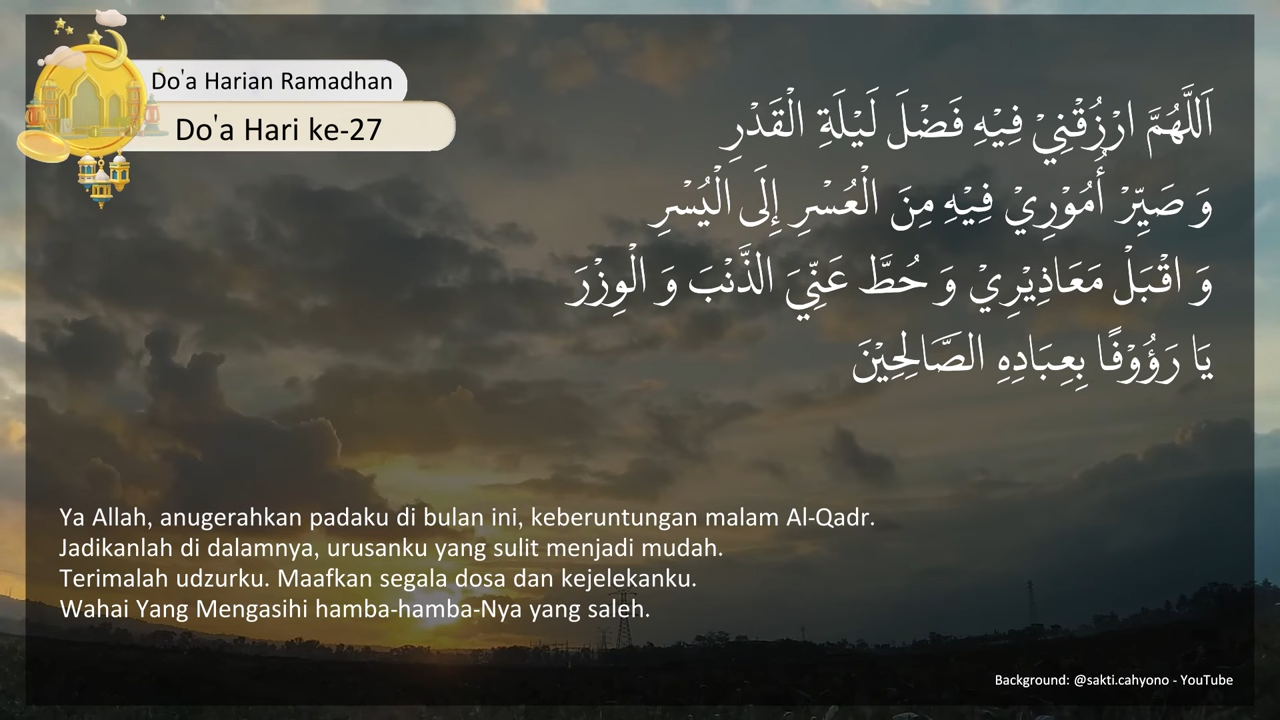 Do'a Harian Ramadhan
Do'a Hari ke-27
اَللَّهُمَّ ارْزُقْنِيْ فِيْهِ فَضْلَ لَيْلَةِ الْقَدْرِ
وَ صَيِّرْ أُمُوْرِيْ فِيْهِ مِنَ الْعُسْرِ إِلَى الْيُسْرِ
وَ اقْبَلْ مَعَاذِيْرِيْ وَ حُطَّ عَنِّيَ الذَّنْبَ وَ الْوِزْرَ
يَا رَؤُوْفًا بِعِبَادِهِ الصَّالِحِيْنَ
Ya Allah, anugerahkan padaku di bulan ini, keberuntungan malam Al-Qadr.
Jadikanlah di dalamnya, urusanku yang sulit menjadi mudah.
Terimalah udzurku. Maafkan segala dosa dan kejelekanku.
Wahai Yang Mengasihi hamba-hamba-Nya yang saleh.
Background: @sakti.cahyono - YouTube